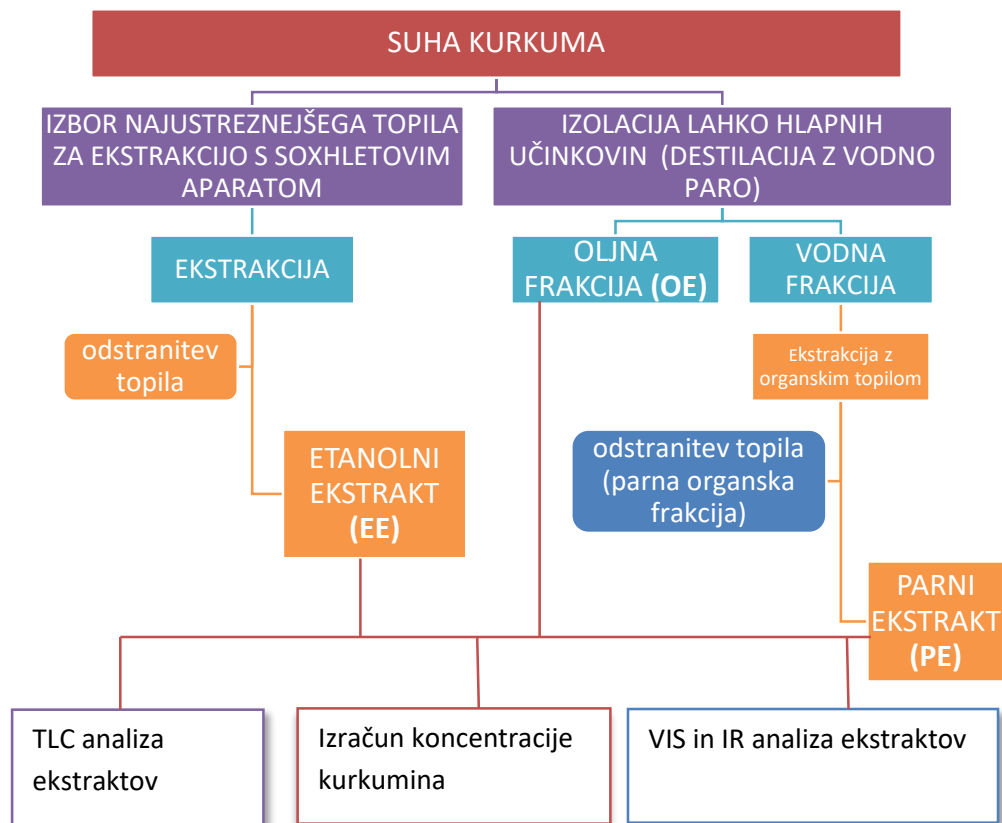 SUHA KURKUMA
IZBOR NAJUSTREZNEJŠEGA TOPILA
ZA EKSTRAKCIJO S SOXHLETOVIM
APARATOM
IZOLACIJA LAHKO HLAPNIH
UČINKOVIN (DESTILACIJA Z VODNO
PARO)
EKSTRAKCIJA
OLJNA
FRAKCIJA (OE)
VODNA
FRAKCIJA
odstranitev
topila
Ekstrakcija z
organskim topilom
ETANOLNI
EKSTRAKT
(EE)
odstranitev topila
(parna organska
frakcija)
PARNI
EKSTRAKT
(PE)
TLC analiza
ekstraktov
Izračun koncentracije
kurkumina
VIS in IR analiza ekstraktov